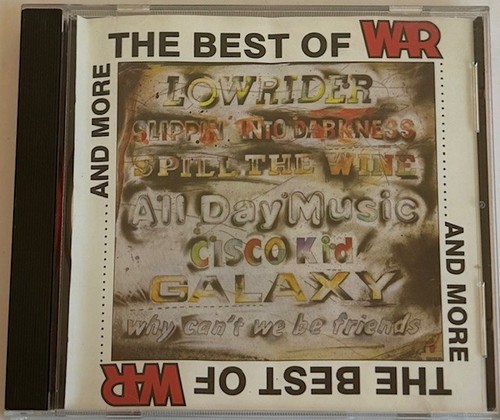 THE BEST OF WAR
AND MORE
LOWRIDER
SLIPPIN' INTO DARKNESS
SPILL THE WINE
All Day Music
CISCO Kid
GALAXY
why can't we be friends
AND MORE
THE BEST OF WAR